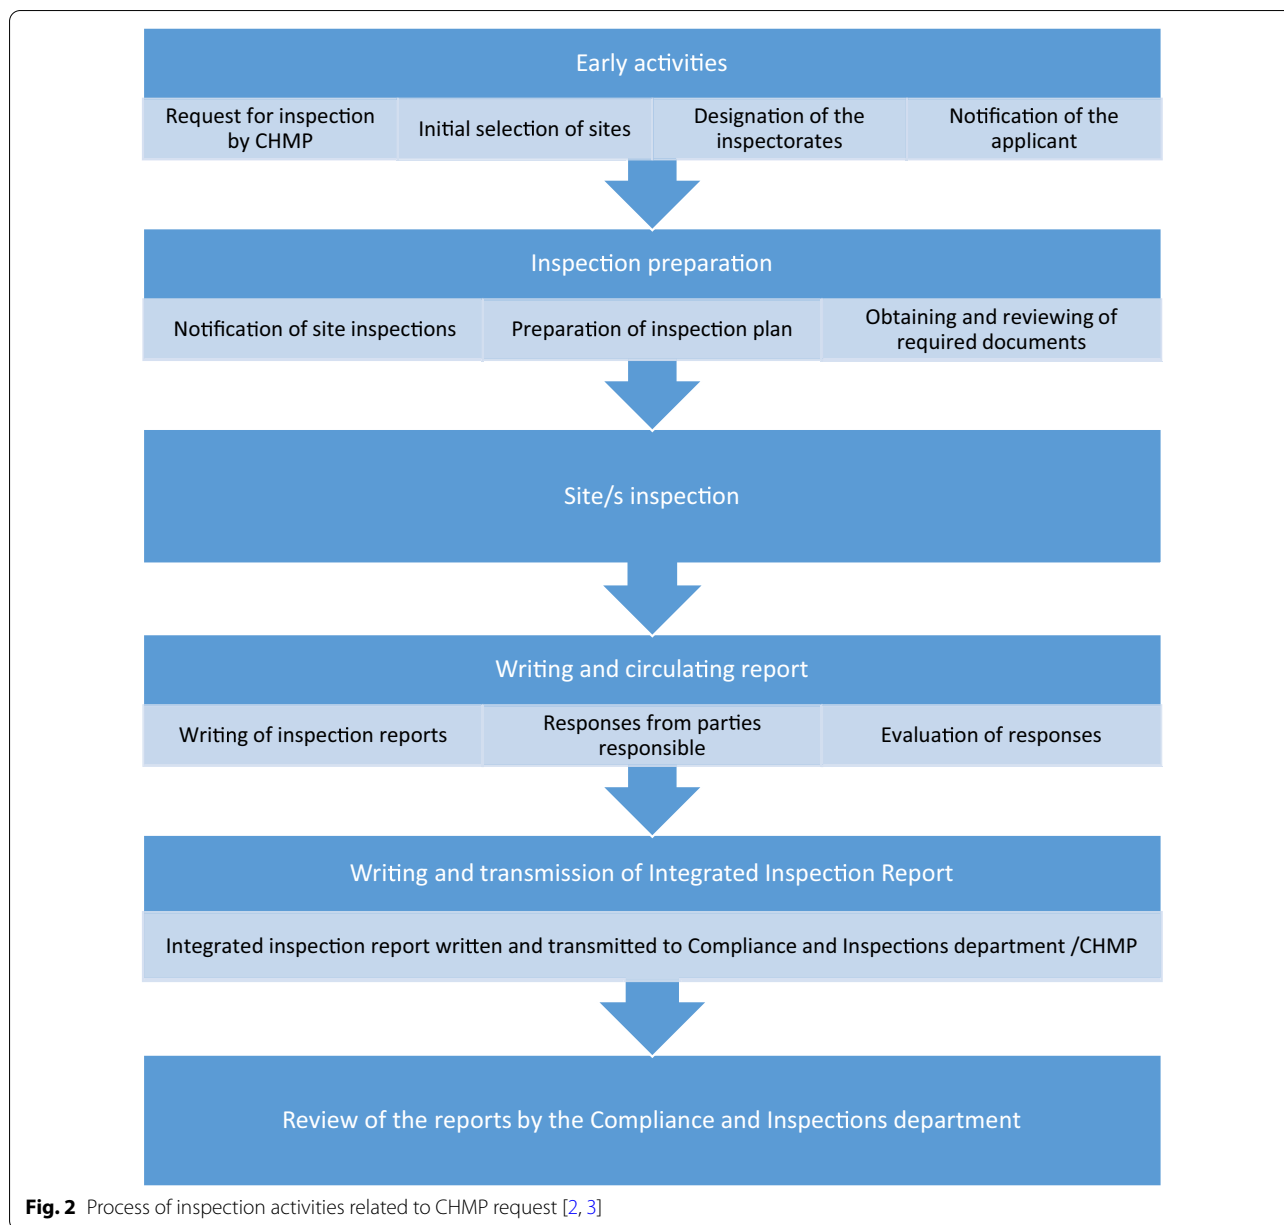 Early activities
Request for inspection
by CHMP
Initial selection of sites
Designation of the
inspectorates
Notification of the
applicant
Inspection preparation
Notification of site inspections
Preparation of inspection plan
Obtaining and reviewing of
required documents
Site/s inspection
Writing and circulating report
Writing of inspection reports
Responses from parties
responsible
Evaluation of responses
Writing and transmission of Integrated Inspection Report
Integrated inspection report written and transmitted to Compliance and Inspections department /CHMP
Review of the reports by the Compliance and Inspections department
Fig. 2 Process of inspection activities related to CHMP request [2, 3]